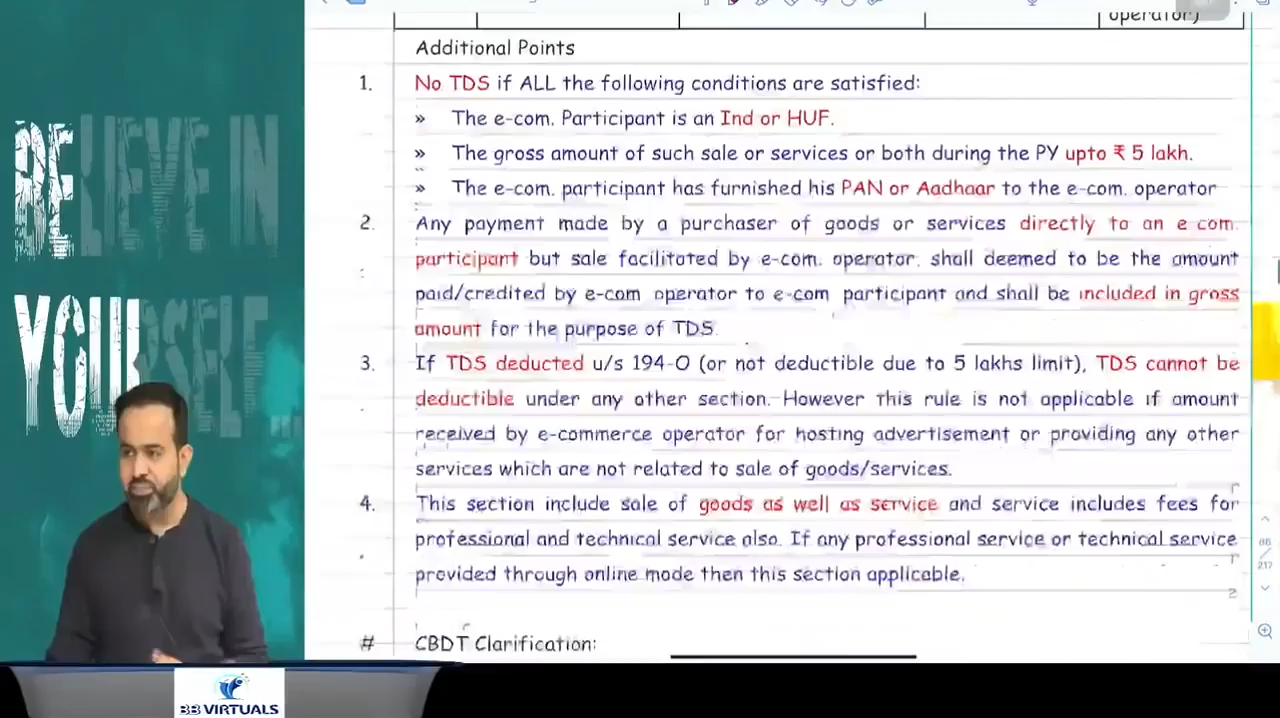 operator)
Additional Points
1. No TDS if ALL the following conditions are satisfied:
» The e-com. Participant is an Ind or HUF.
» The gross amount of such sale or services or both during the PY upto ₹ 5 lakh.
» The e-com. participant has furnished his PAN or Aadhaar to the e-com. operator
2. Any payment made by a purchaser of goods or services directly to an e com.
participant but sale facilitated by e-com. operator. shall deemed to be the amount
paid/credited by e-com operator to e-com participant and shall be included in gross
amount for the purpose of TDS.
3. If TDS deducted u/s 194-O (or not deductible due to 5 lakhs limit), TDS cannot be
deductible under any other section. However this rule is not applicable if amount
received by e-commerce operator for hosting advertisement or providing any other
services which are not related to sale of goods/services.
4. This section include sale of goods as well as service and service includes fees for
professional and technical service also. If any professional service or technical service
provided through online mode then this section applicable.
# CBDT Clarification:
BELIEVE IN
YOURSELF
BB VIRTUALS
88
217